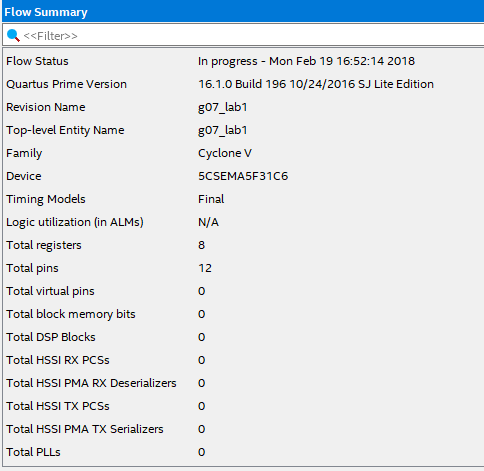 Flow Summary
<<Filter>>
Flow Status In progress - Mon Feb 19 16:52:14 2018
Quartus Prime Version 16.1.0 Build 196 10/24/2016 SJ Lite Edition
Revision Name g07_lab1
Top-level Entity Name g07_lab1
Family Cyclone V
Device 5CSEMA5F31C6
Timing Models Final
Logic utilization (in ALMs) N/A
Total registers 8
Total pins 12
Total virtual pins 0
Total block memory bits 0
Total DSP Blocks 0
Total HSSI RX PCSs 0
Total HSSI PMA RX Deserializers 0
Total HSSI TX PCSs 0
Total HSSI PMA TX Serializers 0
Total PLLs 0